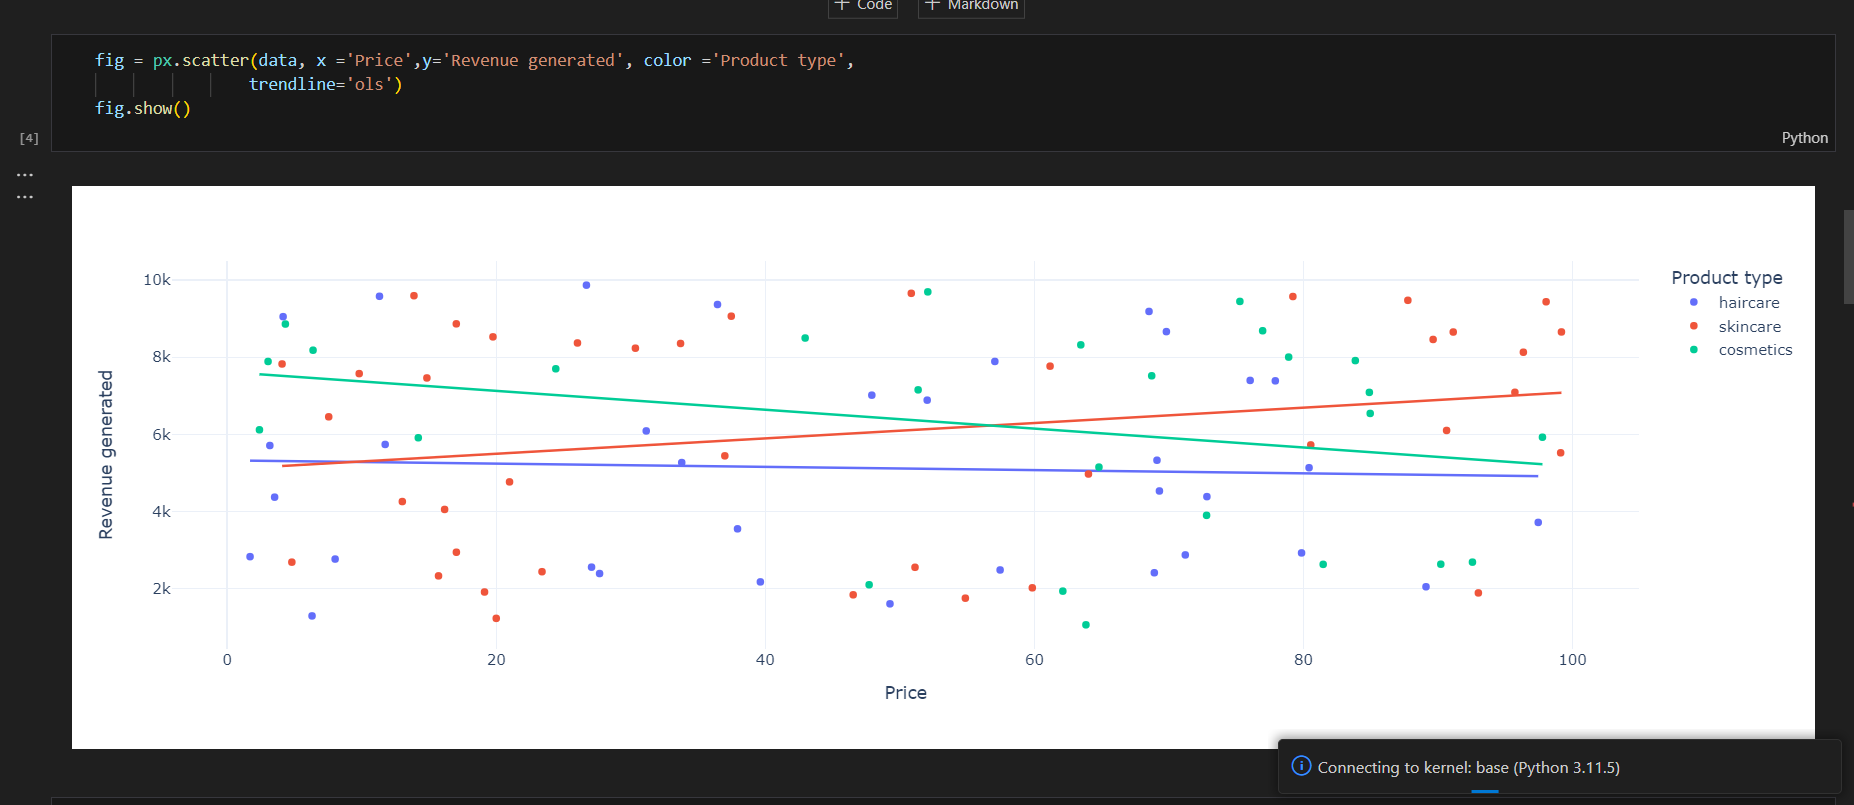 + Code + Markdown
fig = px.scatter(data, x ='Price',y='Revenue generated', color ='Product type',
trendline='ols')
fig.show()
[4]
Python
...
...
Product type
haircare
skincare
cosmetics
10k
8k
6k
4k
2k
Revenue generated
0 20 40 60 80 100
Price
Connecting to kernel: base (Python 3.11.5)